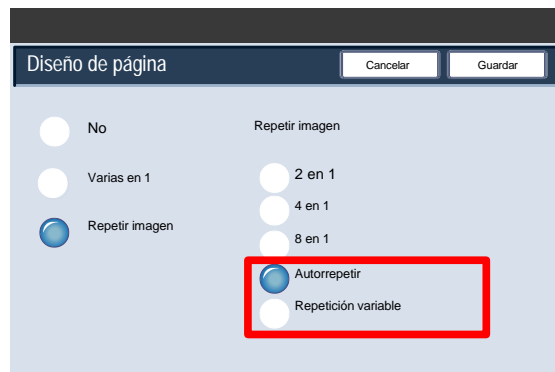 Diseño de página
Cancelar
Guardar
No
Varias en 1
Repetir imagen
Repetir imagen
2 en 1
4 en 1
8 en 1
Autorrepetir
Repetición variable